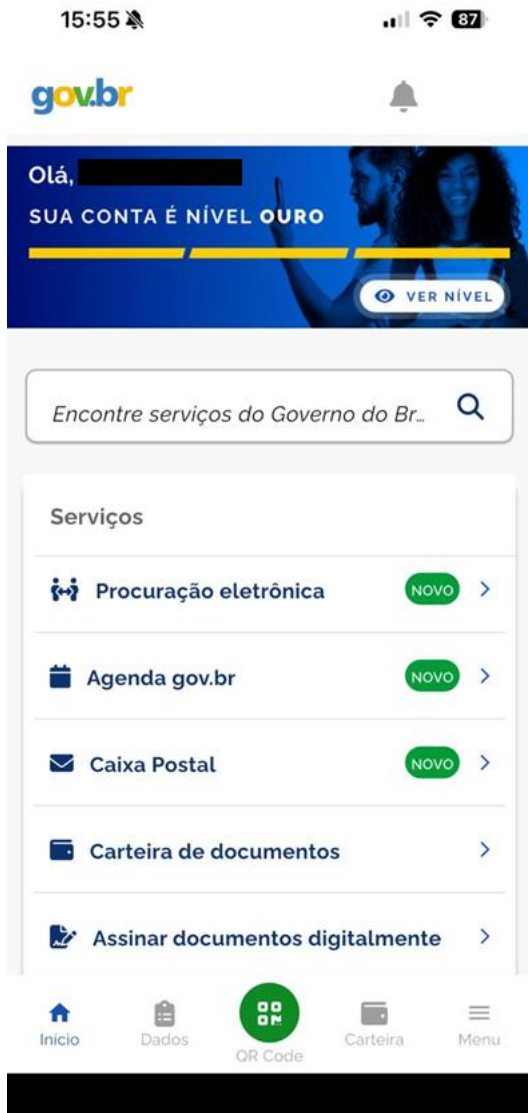 15:55
87
gov.br
Olá,
SUA CONTA É NÍVEL OURO
VER NÍVEL
Encontre serviços do Governo do Br...
Serviços
Procuração eletrônica NOVO
Agenda gov.br NOVO
Caixa Postal NOVO
Carteira de documentos
Assinar documentos digitalmente
Início Dados QR Code Carteira Menu